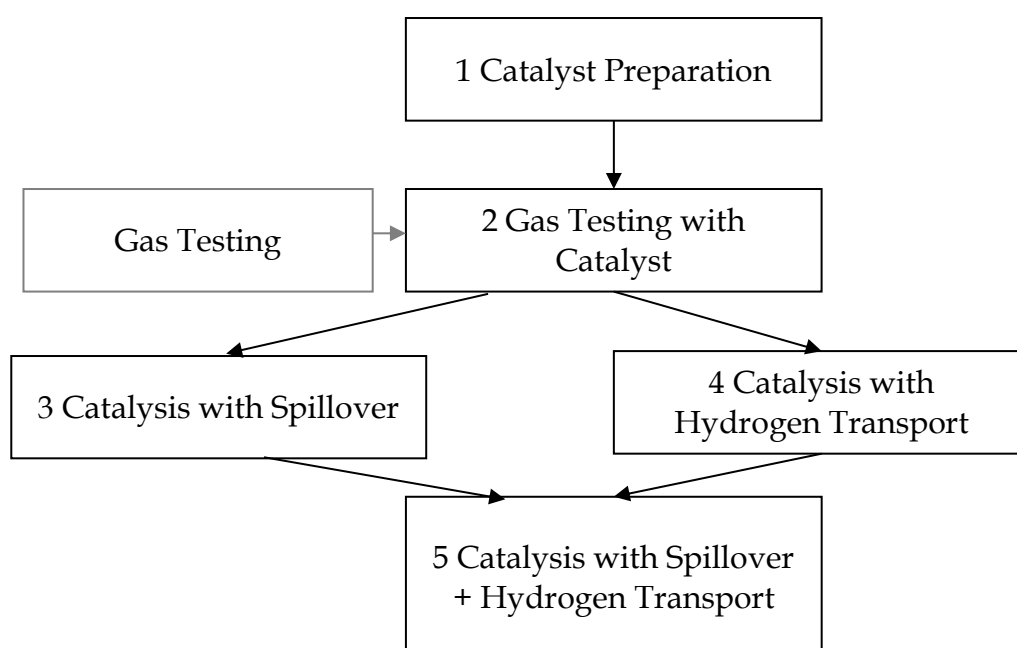 1 Catalyst Preparation
Gas Testing
2 Gas Testing with
Catalyst
3 Catalysis with Spillover
4 Catalysis with
Hydrogen Transport
5 Catalysis with Spillover
+ Hydrogen Transport